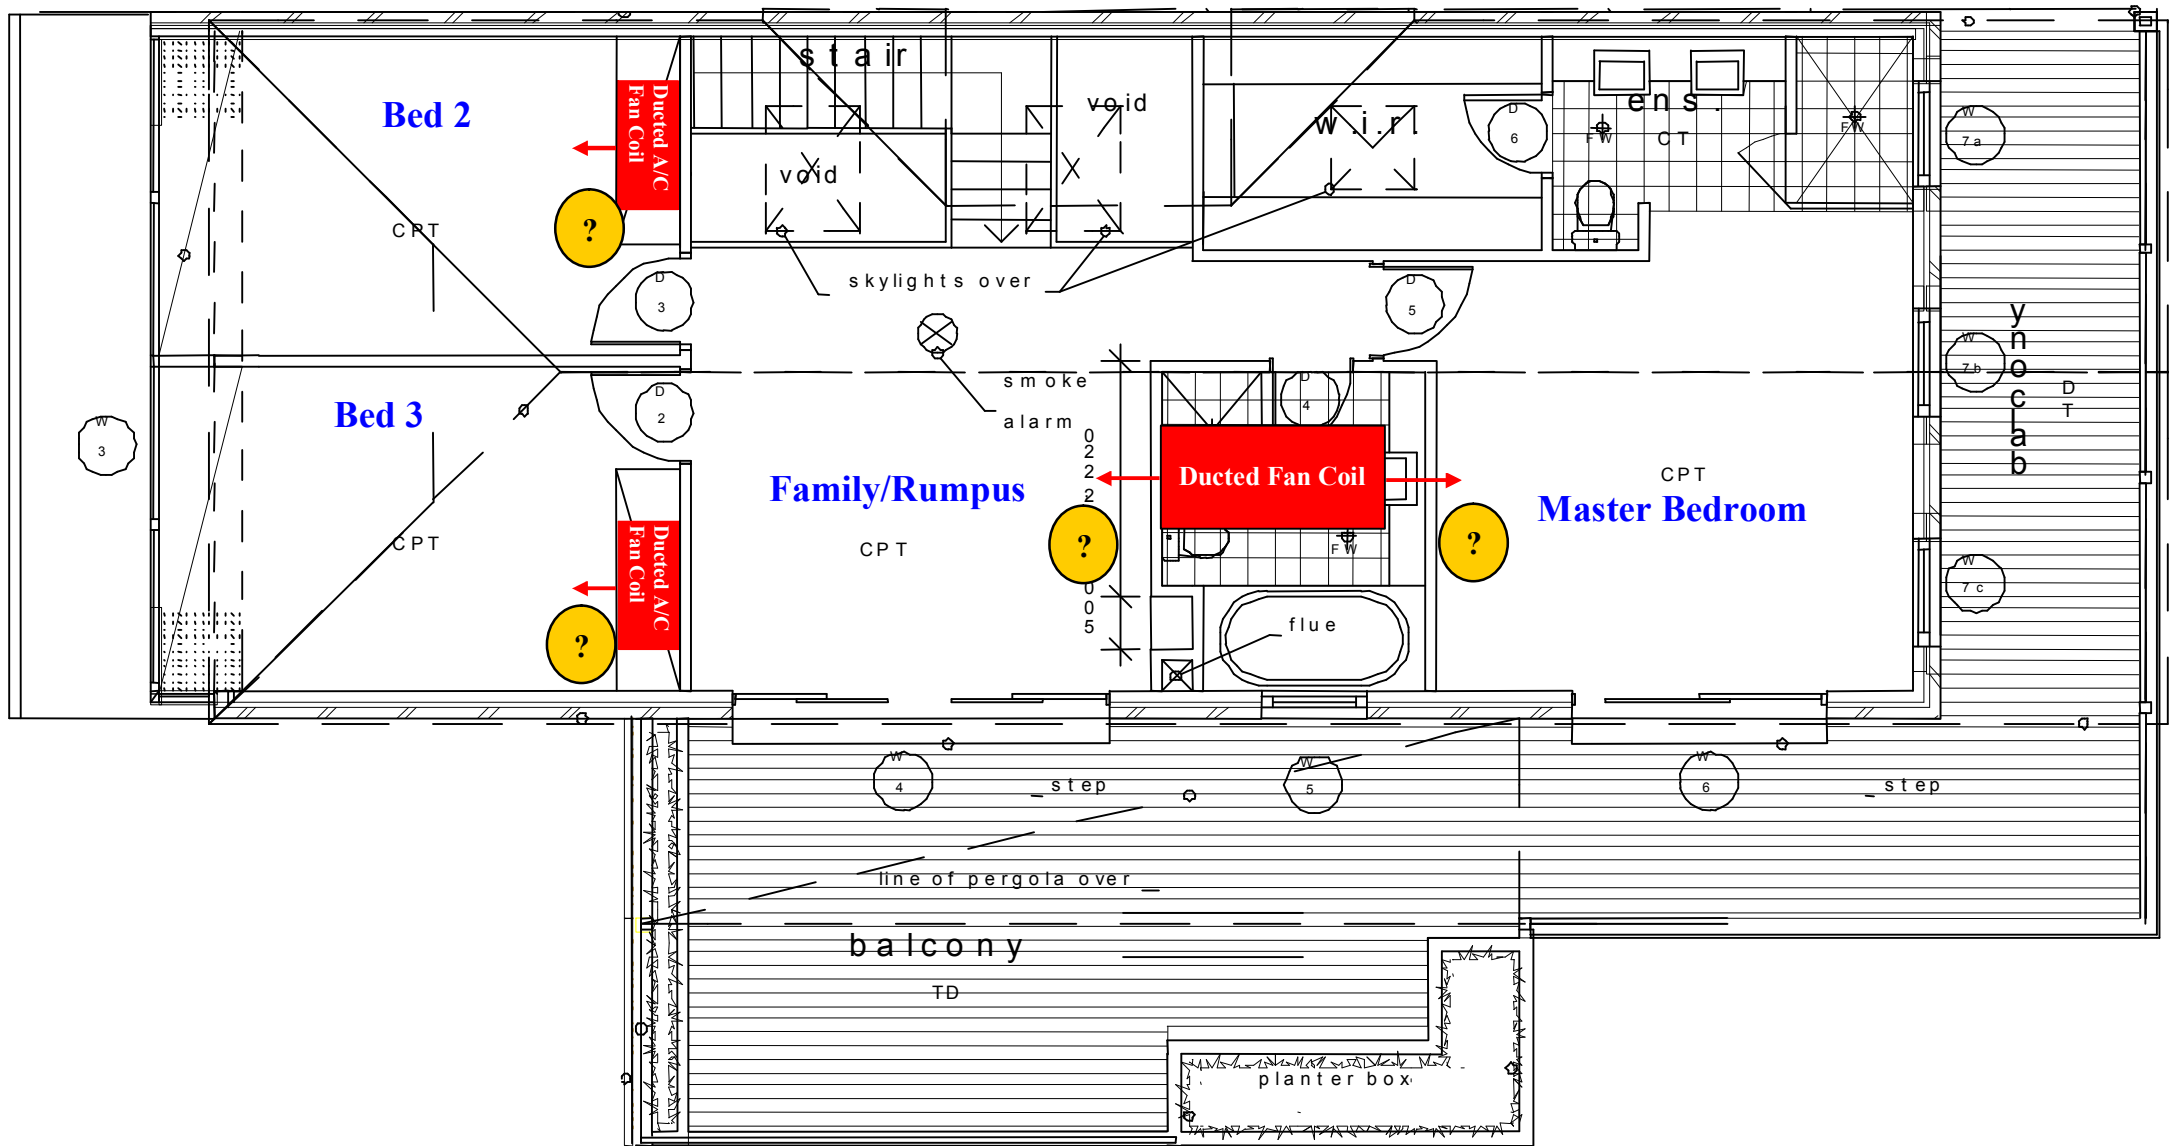 stair
void
void
w.i.r.
ens.
CT
FW
FW
D
6
W
7a
Bed 2
Ducted A/C
Fan Coil
?
CPT
skylights over
D
3
D
5
balcony
DT
W
7b
smoke
alarm
D
4
D
2
Bed 3
W
3
CPT
Ducted A/C
Fan Coil
?
Family/Rumpus
CPT
?
Ducted Fan Coil
FW
?
CPT
Master Bedroom
W
7c
flue
W
4
step
W
5
W
6
step
line of pergola over
balcony
TD
planter box